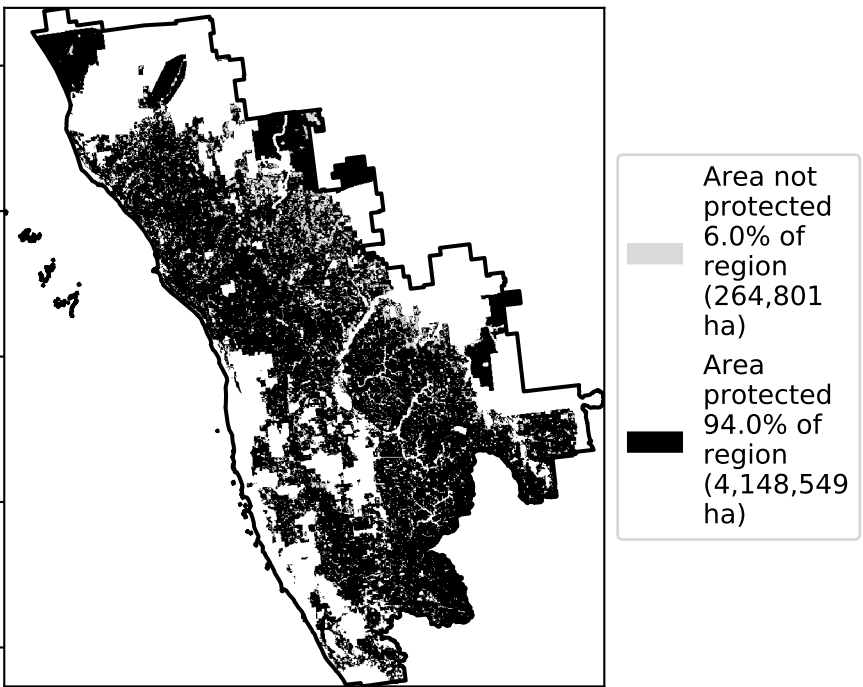 Area not
protected
6.0% of
region
(264,801
ha)
Area
protected
94.0% of
region
(4,148,549
ha)